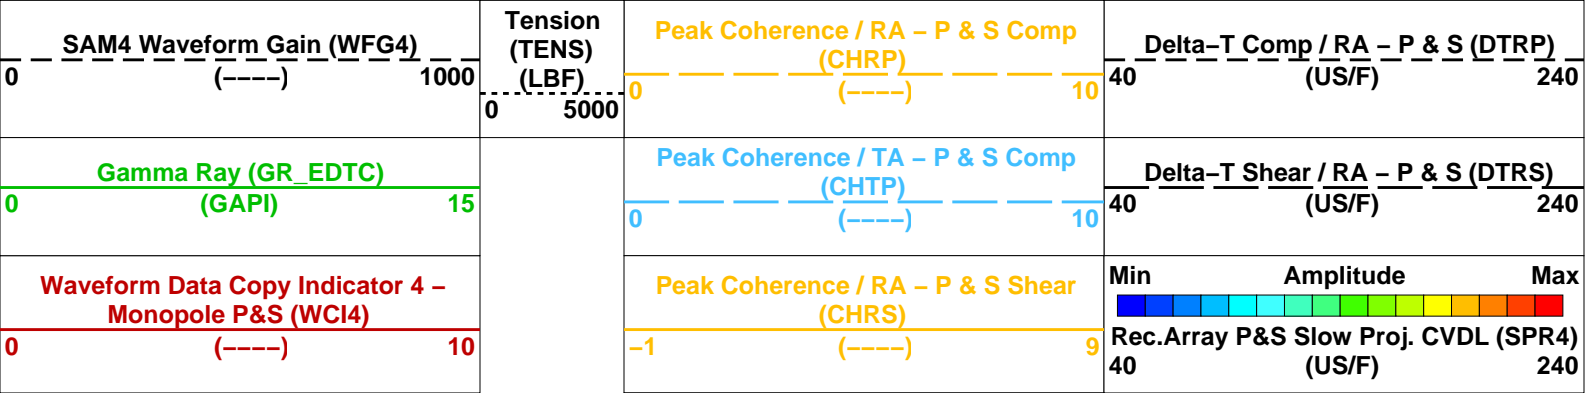 SAM4 Waveform Gain (WFG4)
0 (----) 1000
Tension
(TENS)
(LBF)
0 5000
Peak Coherence / RA - P & S Comp
(CHRP)
0 (----) 10
Delta-T Comp / RA - P & S (DTRP)
40 (US/F) 240
Gamma Ray (GR_EDTC)
0 (GAPI) 15
Peak Coherence / TA - P & S Comp
(CHTP)
0 (----) 10
Delta-T Shear / RA - P & S (DTRS)
40 (US/F) 240
Waveform Data Copy Indicator 4 -
Monopole P&S (WCI4)
0 (----) 10
Peak Coherence / RA - P & S Shear
(CHRS)
-1 (----) 9
Min Amplitude Max
Rec.Array P&S Slow Proj. CVDL (SPR4)
40 (US/F) 240